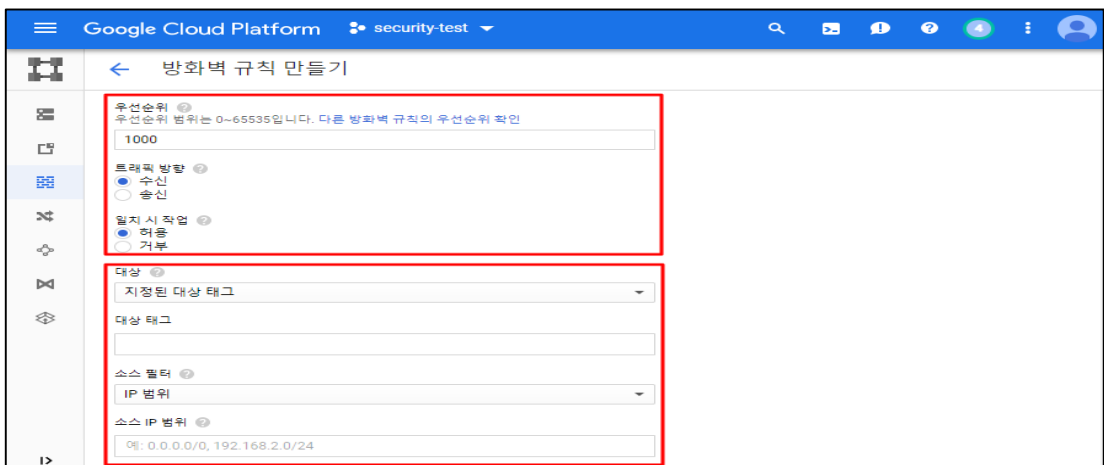 Google Cloud Platform security-test 4
방화벽 규칙 만들기
우선순위
우선순위 범위는 0~65535입니다. 다른 방화벽 규칙의 우선순위 확인
1000
트래픽 방향
수신
송신
일치 시 작업
허용
거부
대상
지정된 대상 태그
대상 태그
소스 필터
IP 범위
소스 IP 범위
예: 0.0.0.0/0, 192.168.2.0/24